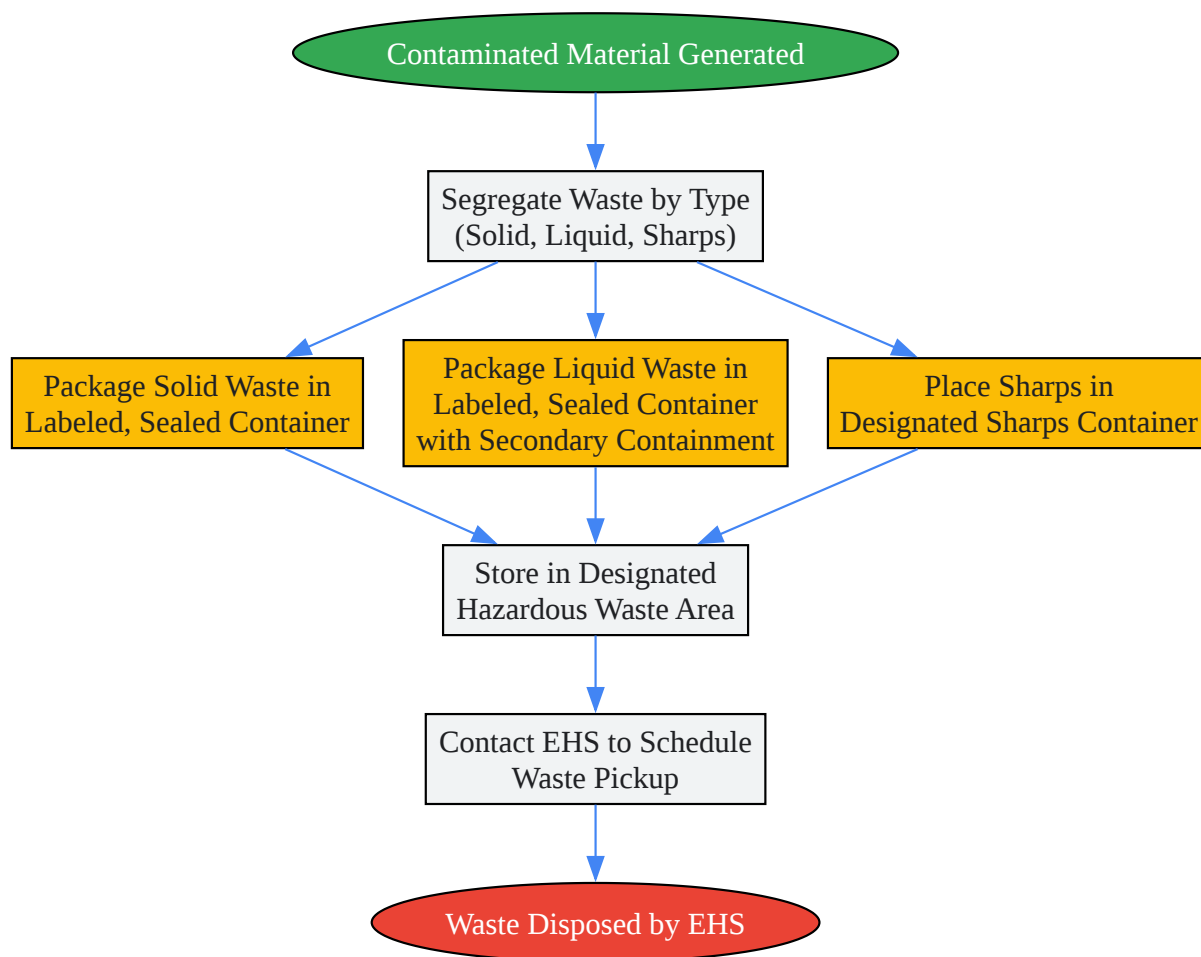 Contaminated Material Generated
Segregate Waste by Type
(Solid, Liquid, Sharps)
Package Solid Waste in
Labeled, Sealed Container
Package Liquid Waste in
Labeled, Sealed Container
with Secondary Containment
Place Sharps in
Designated Sharps Container
Store in Designated
Hazardous Waste Area
Contact EHS to Schedule
Waste Pickup
Waste Disposed by EHS